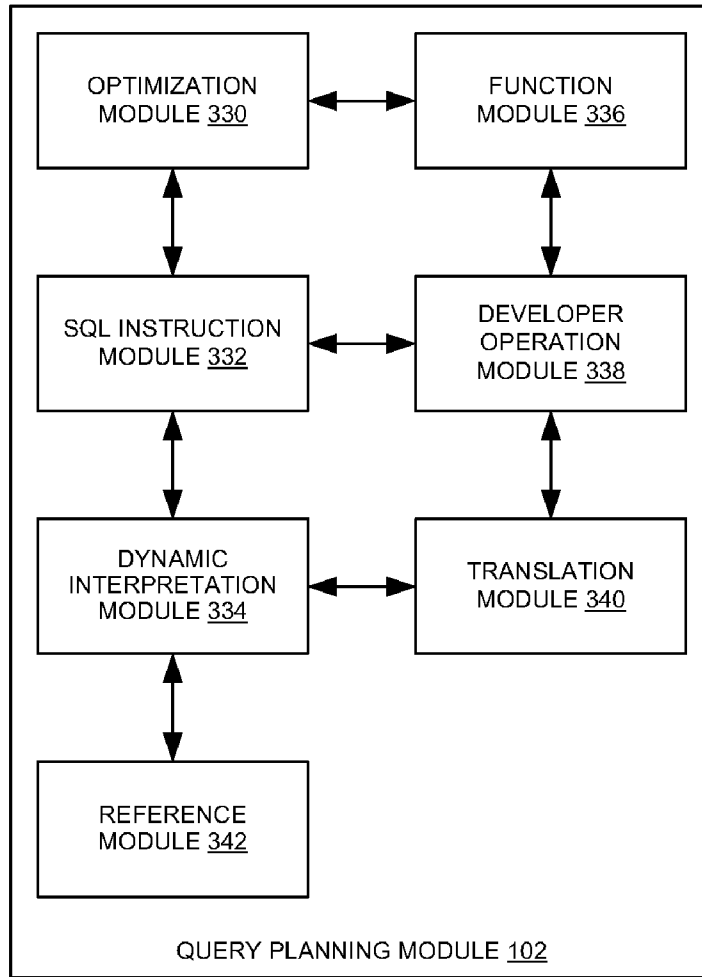 OPTIMIZATION
MODULE 330
FUNCTION
MODULE 336
SQL INSTRUCTION
MODULE 332
DEVELOPER
OPERATION
MODULE 338
DYNAMIC
INTERPRETATION
MODULE 334
TRANSLATION
MODULE 340
REFERENCE
MODULE 342
QUERY PLANNING MODULE 102